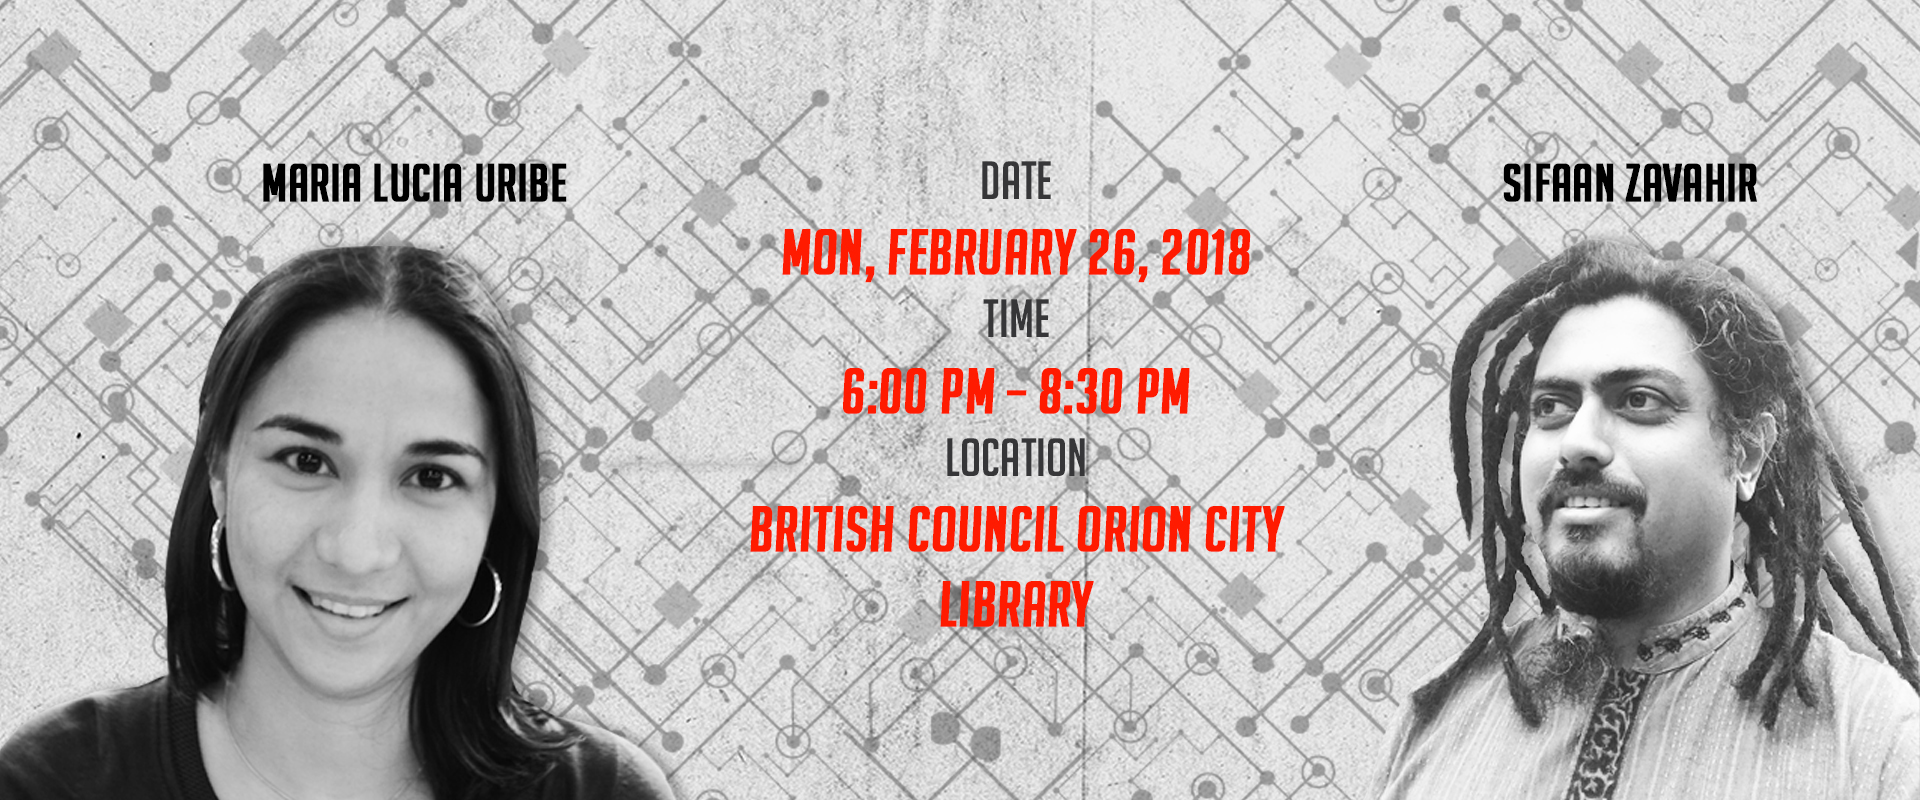 MARIA LUCIA URIBE
DATE
MON, FEBRUARY 26, 2018
TIME
6:00 PM – 8:30 PM
LOCATION
BRITISH COUNCIL ORION CITY
LIBRARY
SIFAAN ZAVAHIR